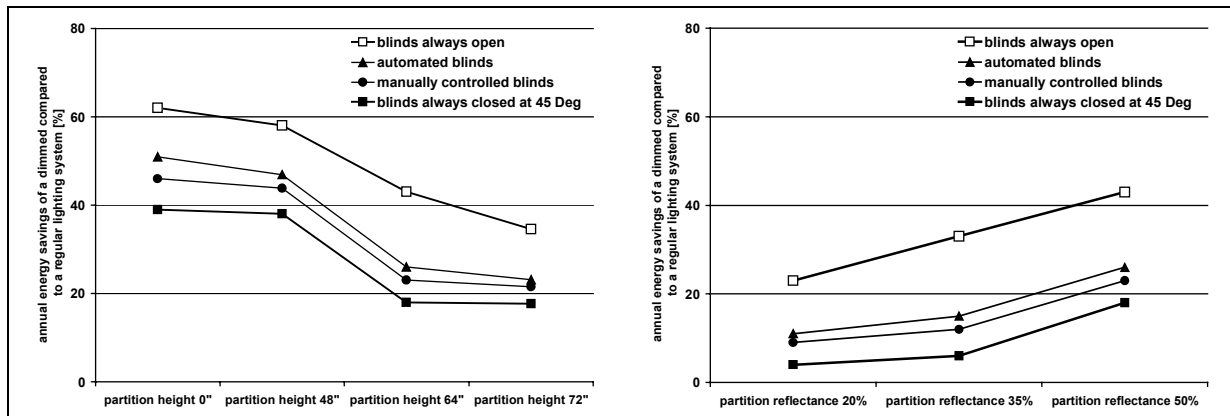 annual energy savings of a dimmed compared
to a regular lighting system [%]
80
60
40
20
0
blinds always open
automated blinds
manually controlled blinds
blinds always closed at 45 Deg
partition height 0" partition height 48" partition height 64" partition height 72"
annual energy savings of a dimmed compared
to a regular lighting system [%]
80
60
40
20
0
blinds always open
automated blinds
manually controlled blinds
blinds always closed at 45 Deg
partition reflectance 20% partition reflectance 35% partition reflectance 50%